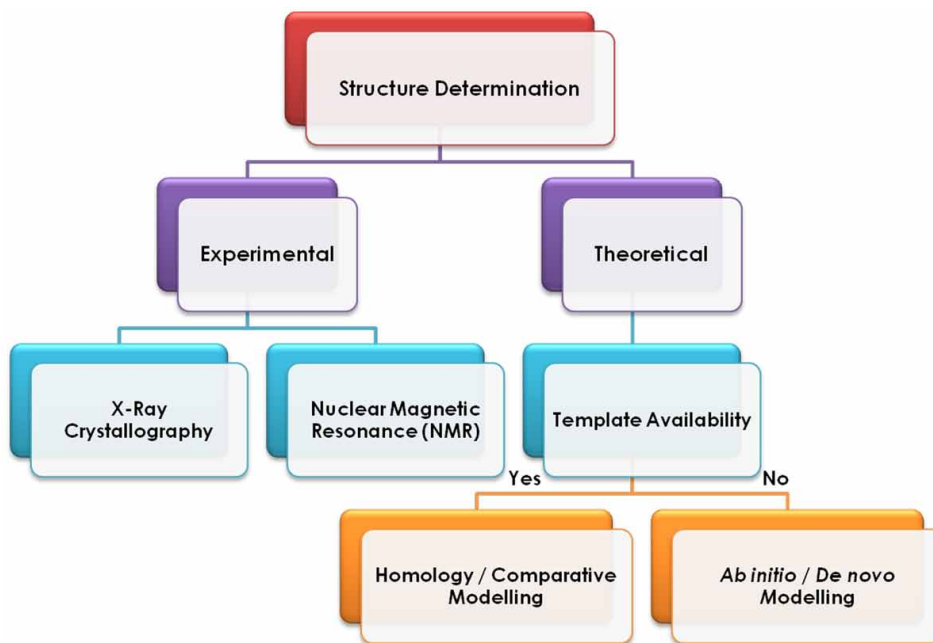 Structure Determination
Experimental
Theoretical
X-Ray
Crystallography
Nuclear Magnetic
Resonance (NMR)
Template Availability
Yes
No
Homology / Comparative
Modelling
Ab initio / De novo
Modelling